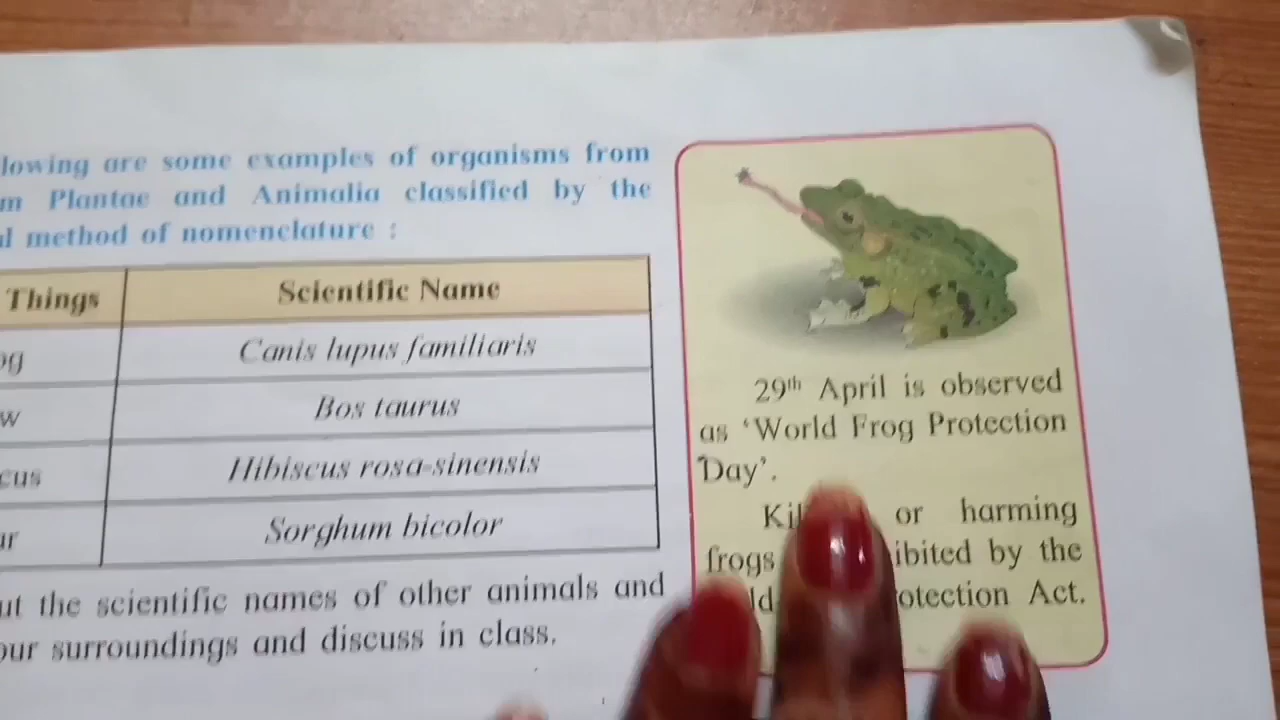 lowing are some examples of organisms from
m Plantae and Animalia classified by the
l method of nomenclature :
Things
Scientific Name
og
Canis lupus familiaris
w
Bos taurus
cus
Hibiscus rosa-sinensis
ar
Sorghum bicolor
ut the scientific names of other animals and
our surroundings and discuss in class.
29th April is observed
as ‘World Frog Protection
Day’.
or harming
frogs ibited by the
otection Act.